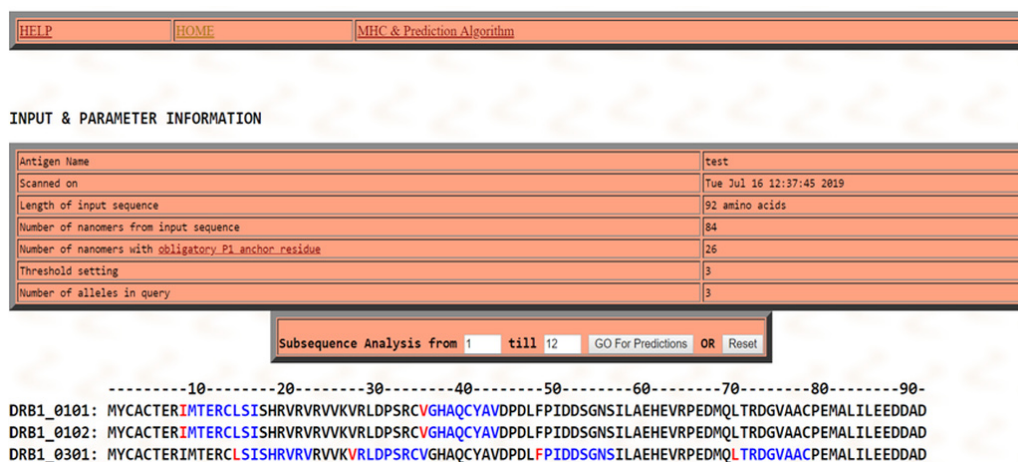 HELP HOME MHC & Prediction Algorithm
INPUT & PARAMETER INFORMATION
Antigen Name test
Scanned on Tue Jul 16 12:37:45 2019
Length of input sequence 92 amino acids
Number of nanomers from input sequence 84
Number of nanomers with obligatory P1 anchor residue 26
Threshold setting 3
Number of alleles in query 3
Subsequence Analysis from 1 till 12 GO For Predictions OR Reset
---------10--------20--------30--------40--------50--------60--------70--------80--------90-
DRB1_0101: MYCACTERIMTERCLSISHRVRVRVVKVRLDPSRCVGHAQCYAVDPDLFPIDDSGNSILAEHEVRPEDMQLTRDGVAACPEMALILEEDDAD
DRB1_0102: MYCACTERIMTERCLSISHRVRVRVVKVRLDPSRCVGHAQCYAVDPDLFPIDDSGNSILAEHEVRPEDMQLTRDGVAACPEMALILEEDDAD
DRB1_0301: MYCACTERIMTERCLSISHRVRVRVVKVRLDPSRCVGHAQCYAVDPDLFPIDDSGNSILAEHEVRPEDMQLTRDGVAACPEMALILEEDDAD